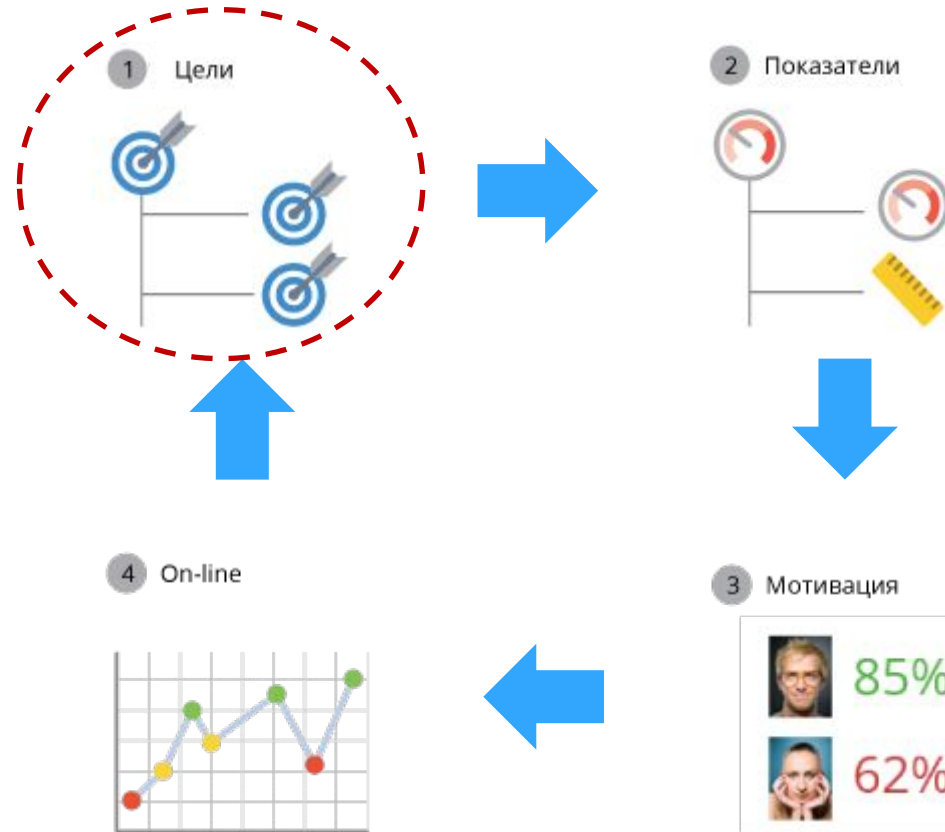 1 Цели
2 Показатели
4 On-line
3 Мотивация
85%
62%